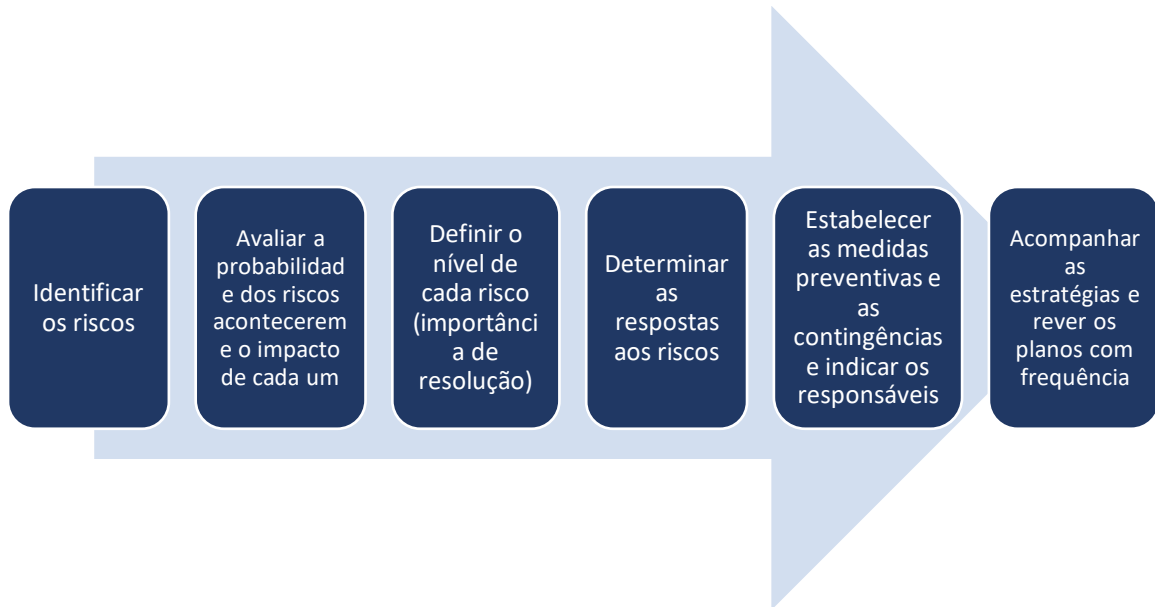 Identificar
os riscos
Avaliar a
probabilidad
e dos riscos
acontecerem
e o impacto
de cada um
Definir o
nível de
cada risco
(importânci
a de
resolução)
Determinar
as
respostas
aos riscos
Estabelecer
as medidas
preventivas e
as
contingências
e indicar os
responsáveis
Acompanhar
as
estratégias e
rever os
planos com
frequência